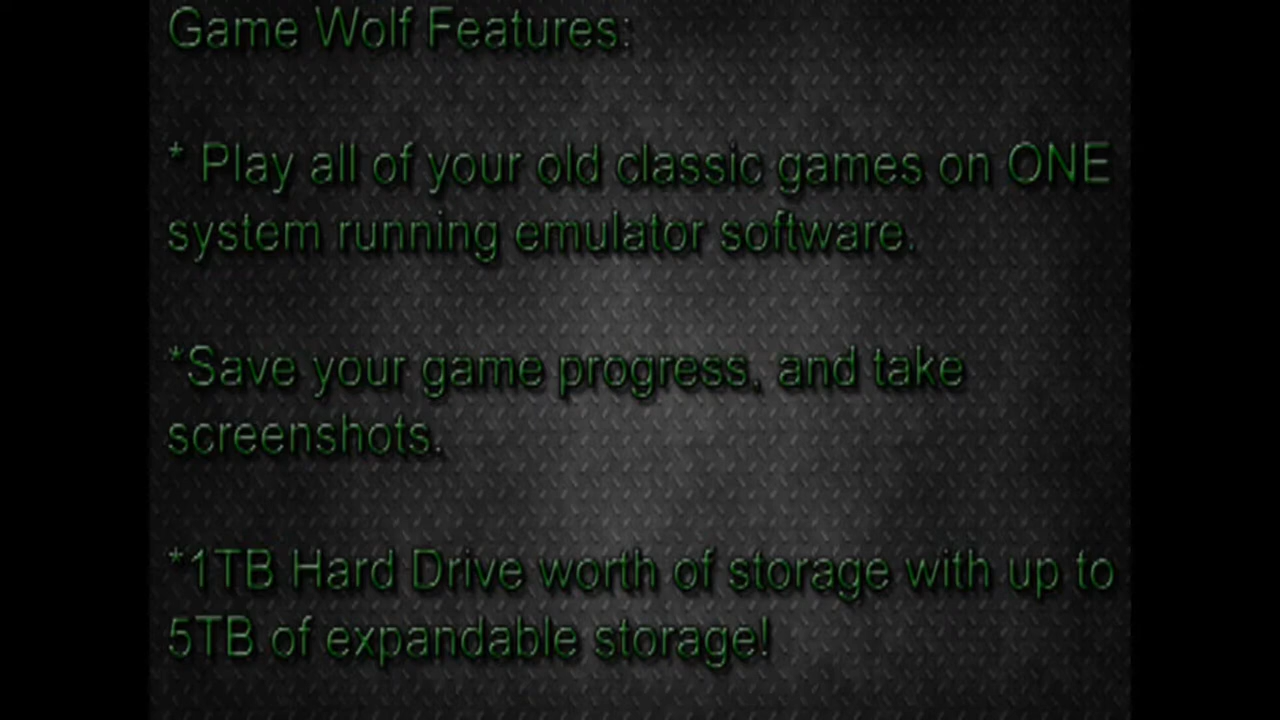 Game Wolf Features:
* Play all of your old classic games on ONE
system running emulator software.
*Save your game progress, and take
screenshots.
*1TB Hard Drive worth of storage with up to
5TB of expandable storage!